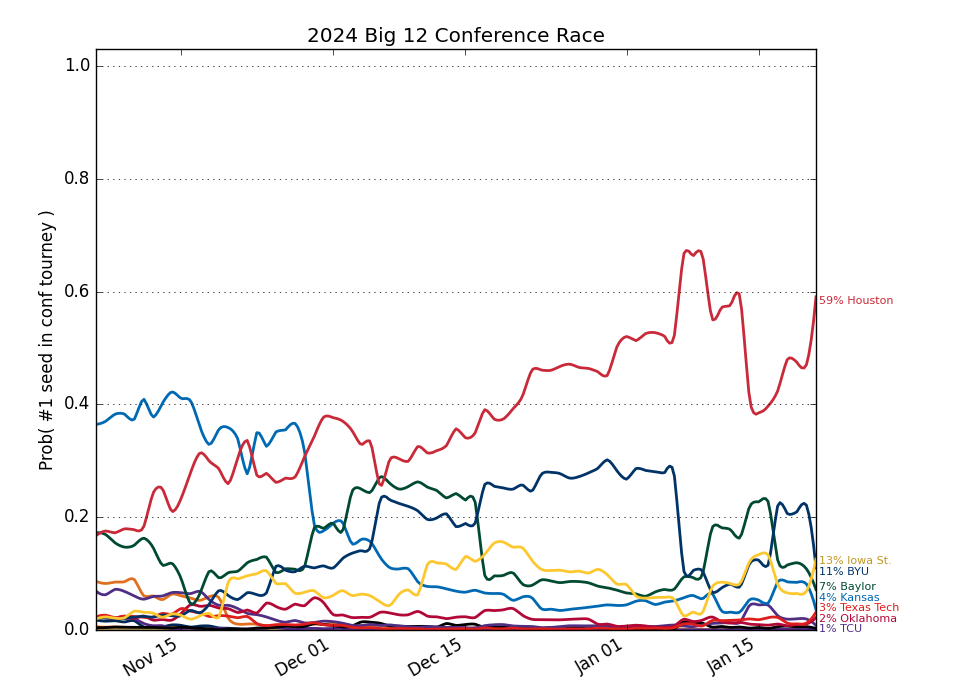 2024 Big 12 Conference Race
Prob( #1 seed in conf tourney )
1.0
0.8
0.6
0.4
0.2
0.0
Nov 15
Dec 01
Dec 15
Jan 01
Jan 15
59% Houston
13% Iowa St.
11% BYU
7% Baylor
4% Kansas
3% Texas Tech
2% Oklahoma
1% TCU